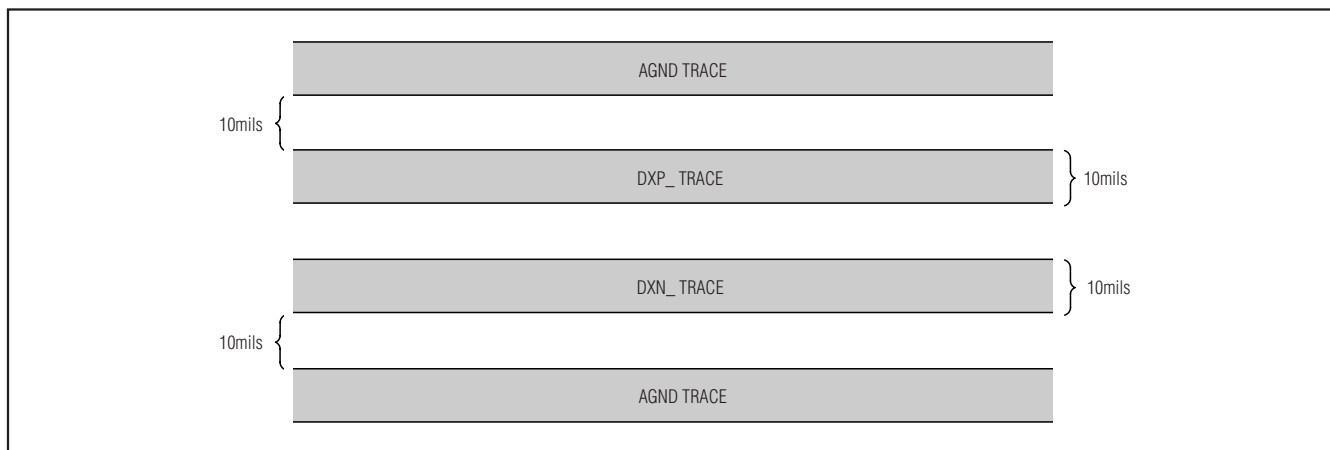 AGND TRACE
10mils
DXP_ TRACE
10mils
DXN_ TRACE
10mils
10mils
AGND TRACE